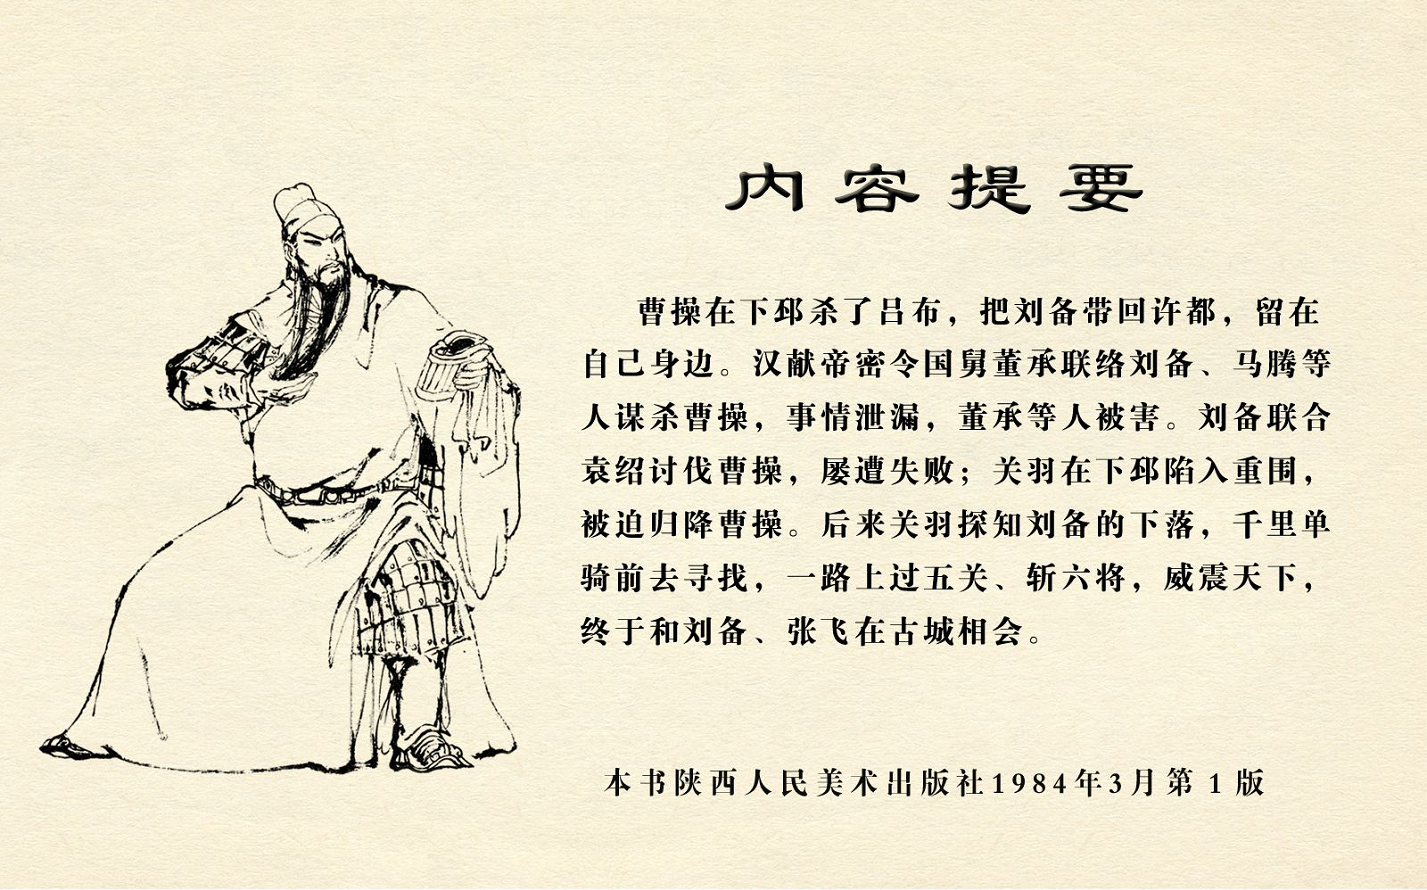 内容提要
曹操在下邳杀了吕布，把刘备带回许都，留在
自己身边。汉献帝密令国舅董承联络刘备、马腾等
人谋杀曹操，事情泄漏，董承等人被害。刘备联合
袁绍讨伐曹操，屡遭失败；关羽在下邳陷入重围，
被迫归降曹操。后来关羽探知刘备的下落，千里单
骑前去寻找，一路上过五关、斩六将，威震天下，
终于和刘备、张飞在古城相会。
本书陕西人民美术出版社1984年3月第1版